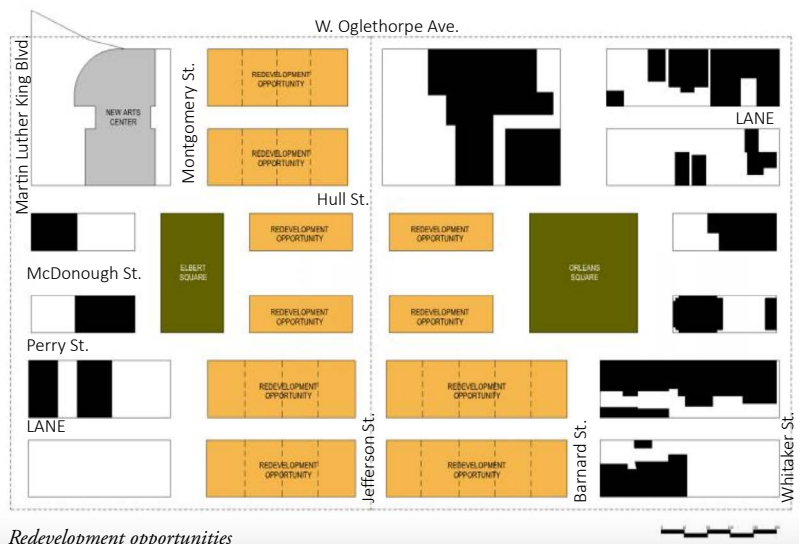 W. Oglethorpe Ave.
Martin Luther King Blvd.
Montgomery St.
NEW ARTS
CENTER
REDEVELOPMENT
OPPORTUNITY
LANE
REDEVELOPMENT
OPPORTUNITY
Hull St.
ELBERT
SQUARE
REDEVELOPMENT
OPPORTUNITY
REDEVELOPMENT
OPPORTUNITY
ORLEANS
SQUARE
McDonough St.
REDEVELOPMENT
OPPORTUNITY
REDEVELOPMENT
OPPORTUNITY
Perry St.
REDEVELOPMENT
OPPORTUNITY
REDEVELOPMENT
OPPORTUNITY
LANE
Jefferson St.
Barnard St.
Whitaker St.
REDEVELOPMENT
OPPORTUNITY
REDEVELOPMENT
OPPORTUNITY
Redevelopment opportunities